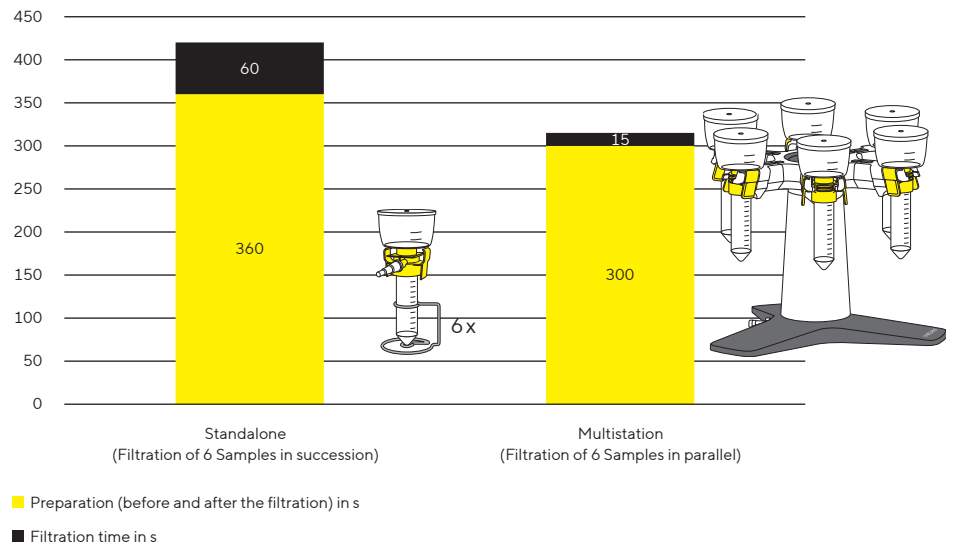 450
400
350
300
250
200
150
100
50
0
60
360
15
300
6x
Standalone
(Filtration of 6 Samples in succession)
Multistation
(Filtration of 6 Samples in parallel)
Preparation (before and after the filtration) in s
Filtration time in s